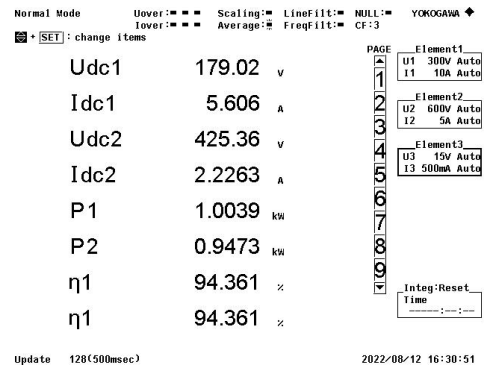 Normal Mode Uover: Scaling: LineFilt: NULL: YOKOGAWA
Iover: Average: FreqFilt: CF:3
+ SET : change items
PAGE
Udc1 179.02 V
Idc1 5.606 A
Udc2 425.36 V
Idc2 2.2263 A
P1 1.0039 kW
P2 0.9473 kW
η1 94.361 %
η1 94.361 %
1
2
3
4
5
6
7
8
9
Element1
U1 300V Auto
I1 10A Auto
Element2
U2 600V Auto
I2 5A Auto
Element3
U3 15V Auto
I3 500mA Auto
Integ:Reset
Time
-----:--:--
Update 128(500msec) 2022/08/12 16:30:51